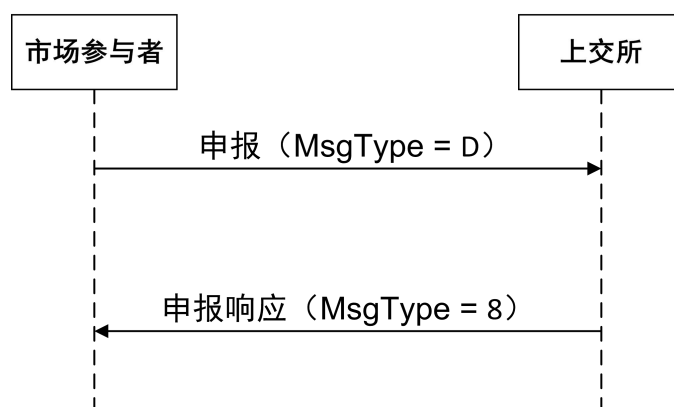 市场参与者
上交所
申报（MsgType = D）
申报响应（MsgType = 8）